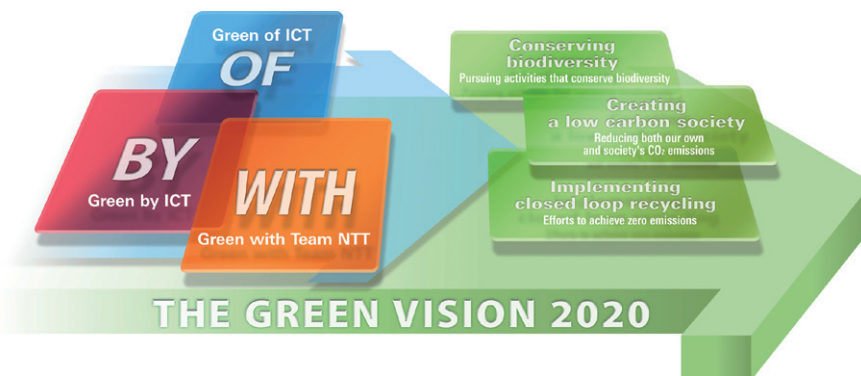 Green of ICT
OF
BY
Green by ICT
WITH
Green with Team NTT
Conserving
biodiversity
Pursuing activities that conserve biodiversity
Creating
a low carbon society
Reducing both our own
and society's CO₂ emissions
Implementing
closed loop recycling
Efforts to achieve zero emissions
THE GREEN VISION 2020